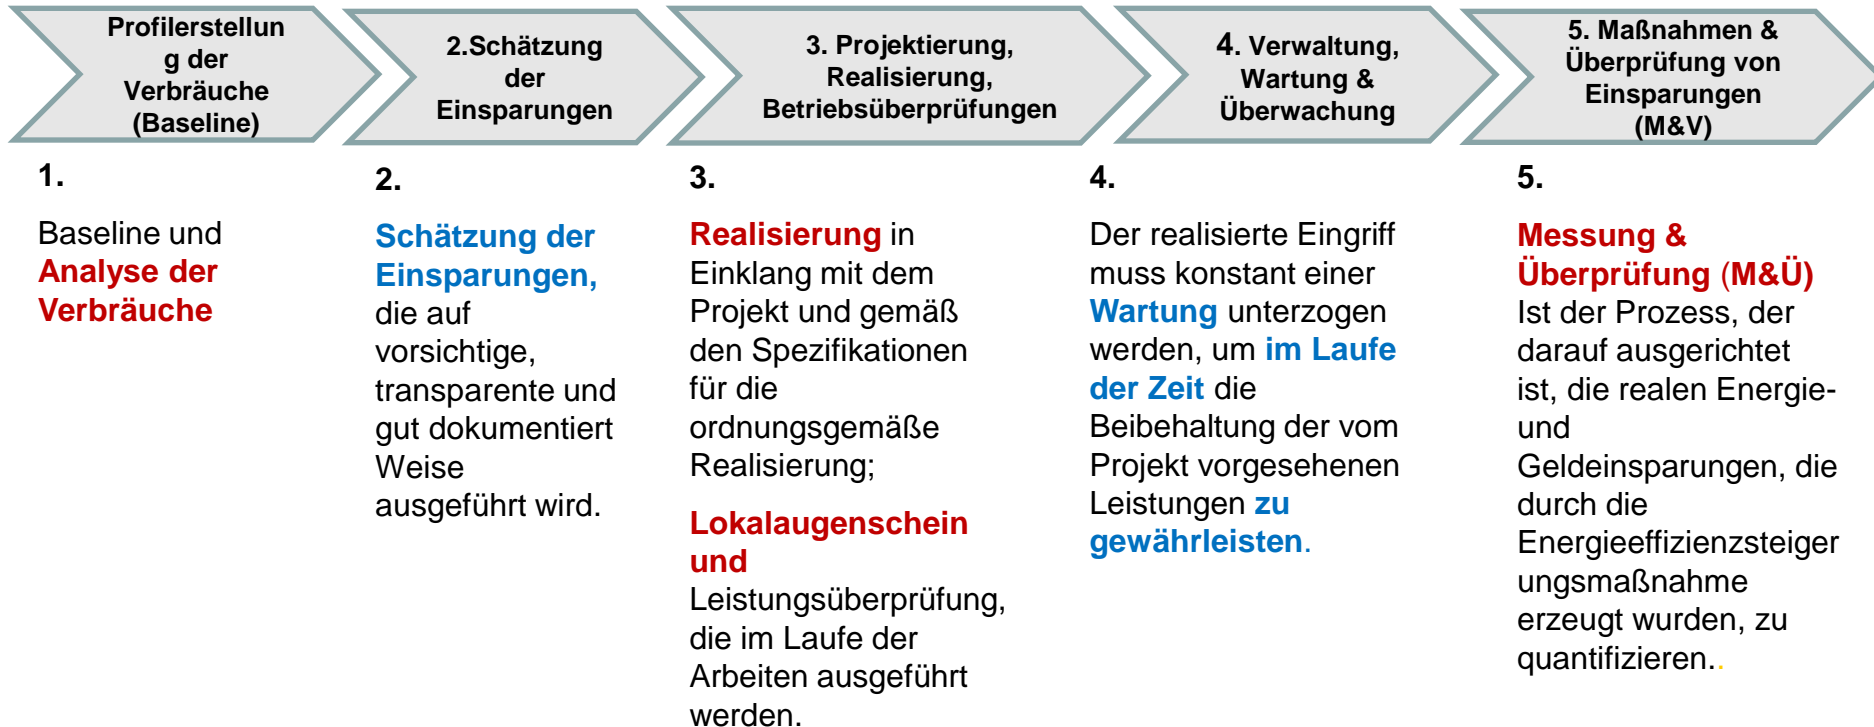 Profilerstellun
g der
Verbräuche
(Baseline)
2.Schätzung
der
Einsparungen
3. Projektierung,
Realisierung,
Betriebsüberprüfungen
4. Verwaltung,
Wartung &
Überwachung
5. Maßnahmen &
Überprüfung von
Einsparungen
(M&V)
1.
Baseline und
Analyse der
Verbräuche
2.
Schätzung der
Einsparungen,
die auf
vorsichtige,
transparente und
gut dokumentiert
Weise
ausgeführt wird.
3.
Realisierung in
Einklang mit dem
Projekt und gemäß
den Spezifikationen
für die
ordnungsgemäße
Realisierung;
Lokalaugenschein
und
Leistungsüberprüfung,
die im Laufe der
Arbeiten ausgeführt
werden.
4.
Der realisierte Eingriff
muss konstant einer
Wartung unterzogen
werden, um im Laufe
der Zeit die
Beibehaltung der vom
Projekt vorgesehenen
Leistungen zu
gewährleisten.
5.
Messung &
Überprüfung (M&Ü)
Ist der Prozess, der
darauf ausgerichtet
ist, die realen Energie-
und
Geldeinsparungen, die
durch die
Energieeffizienzsteiger
ungsmaßnahme
erzeugt wurden, zu
quantifizieren..